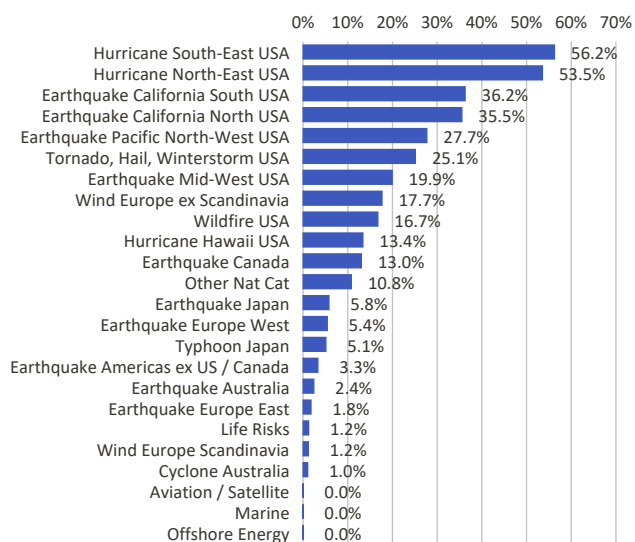 0% 10% 20% 30% 40% 50% 60% 70%
Hurricane South-East USA 56.2%
Hurricane North-East USA 53.5%
Earthquake California South USA 36.2%
Earthquake California North USA 35.5%
Earthquake Pacific North-West USA 27.7%
Tornado, Hail, Winterstorm USA 25.1%
Earthquake Mid-West USA 19.9%
Wind Europe ex Scandinavia 17.7%
Wildfire USA 16.7%
Hurricane Hawaii USA 13.4%
Earthquake Canada 13.0%
Other Nat Cat 10.8%
Earthquake Japan 5.8%
Earthquake Europe West 5.4%
Typhoon Japan 5.1%
Earthquake Americas ex US / Canada 3.3%
Earthquake Australia 2.4%
Earthquake Europe East 1.8%
Life Risks 1.2%
Wind Europe Scandinavia 1.2%
Cyclone Australia 1.0%
Aviation / Satellite 0.0%
Marine 0.0%
Offshore Energy 0.0%